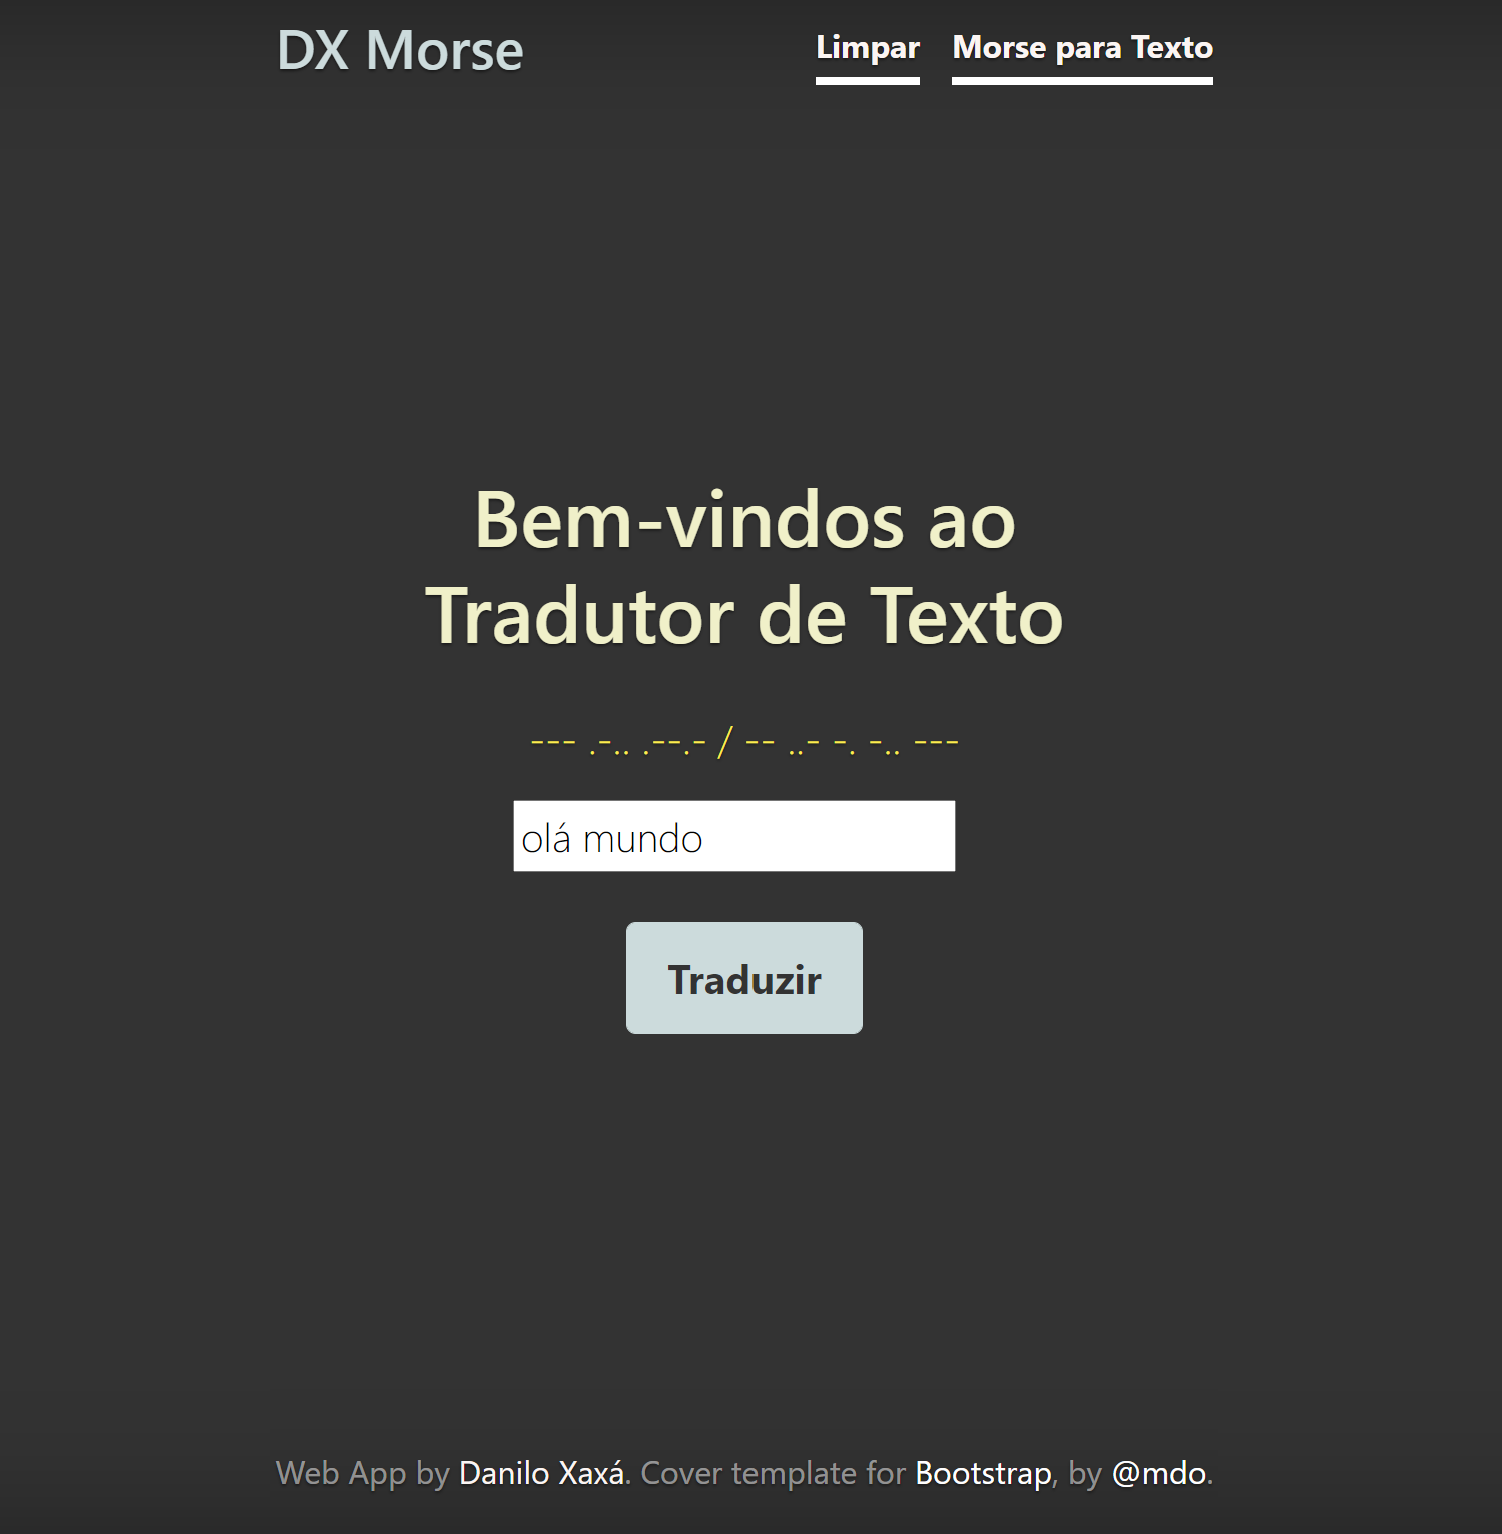 DX Morse
Limpar Morse para Texto
Bem-vindos ao
Tradutor de Texto
--- .-.. .--.- / -- ..- -. -.. ---
olá mundo
Traduzir
Web App by Danilo Xaxá. Cover template for Bootstrap, by @mdo.